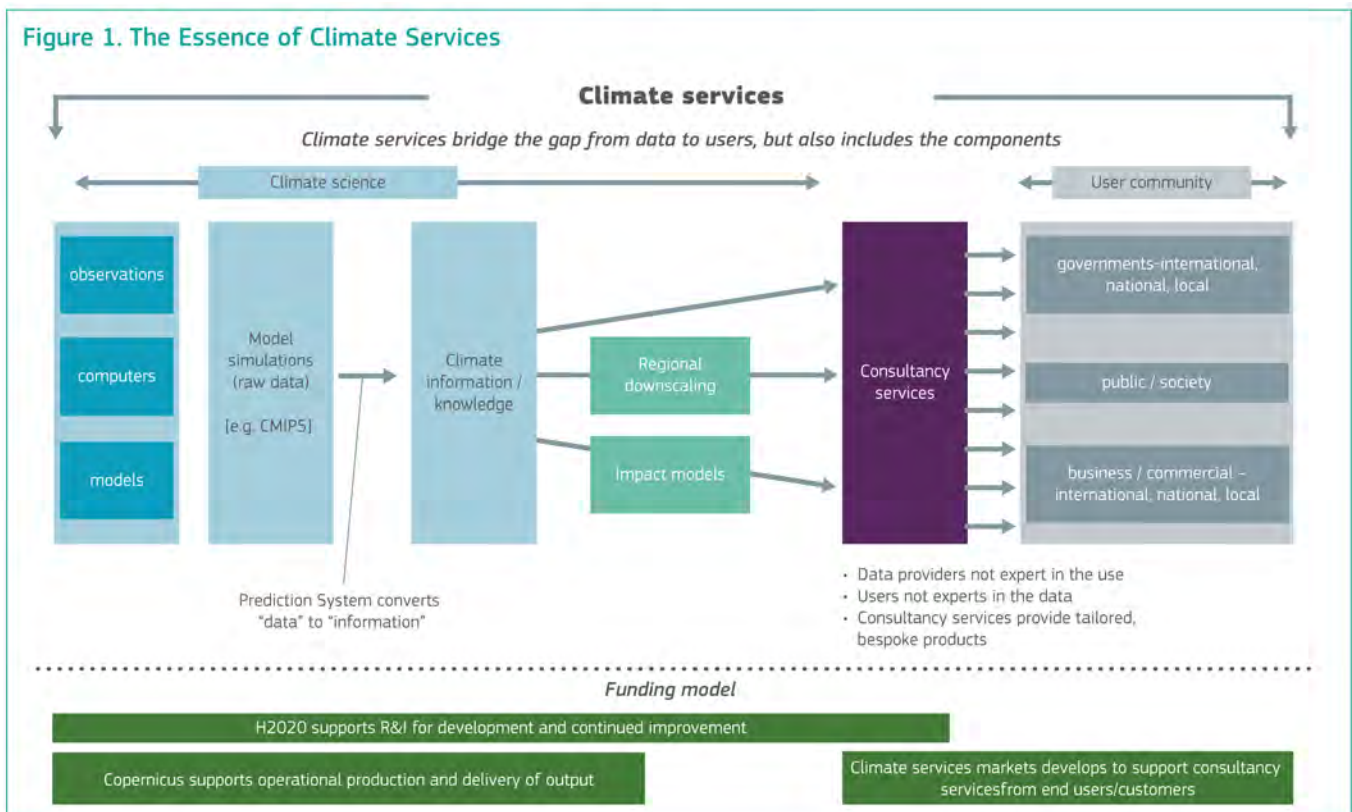 Figure 1. The Essence of Climate Services
Climate services
Climate services bridge the gap from data to users, but also includes the components
Climate science
User community
observations
computers
models
Model
simulations
(raw data)
[e.g. CMIP5]
Climate
information /
knowledge
Regional
downscaling
Impact models
Consultancy
services
governments-international,
national, local
public / society
business / commercial –
international, national, local
Prediction System converts
“data” to “information”
• Data providers not expert in the use
• Users not experts in the data
• Consultancy services provide tailored,
bespoke products
Funding model
H2020 supports R&I for development and continued improvement
Copernicus supports operational production and delivery of output
Climate services markets develops to support consultancy
servicesfrom end users/customers